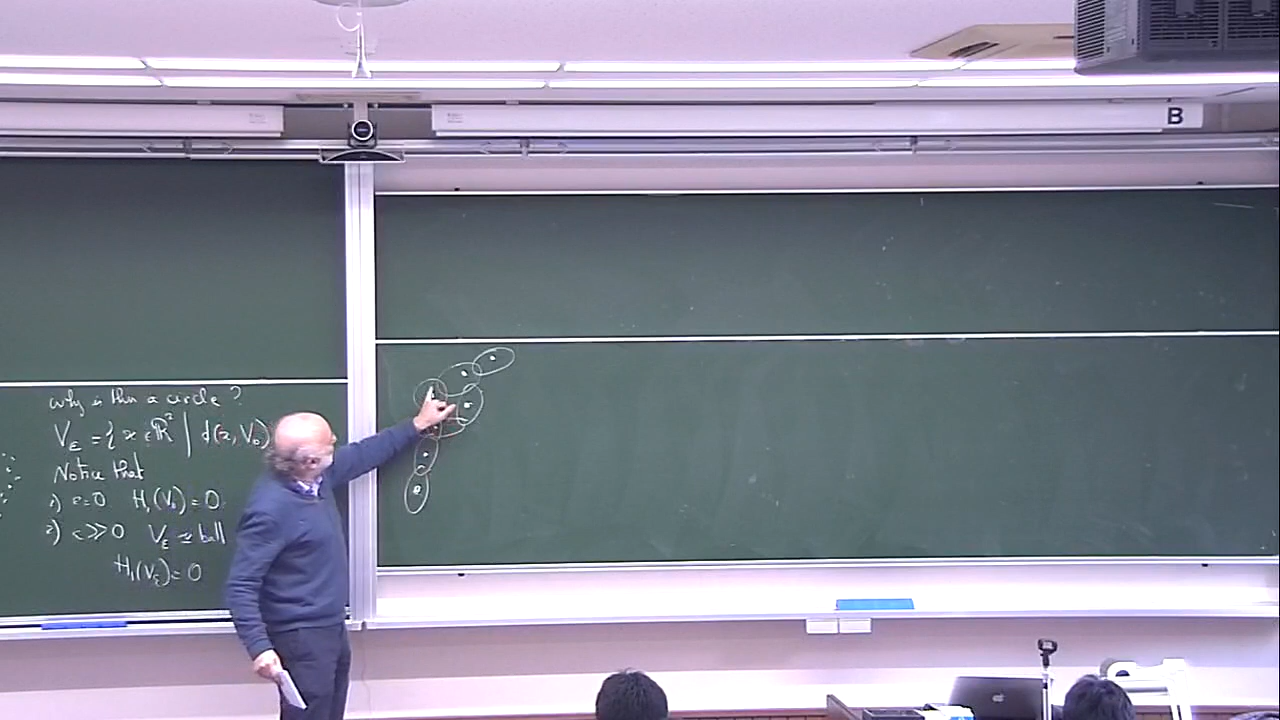 why is this a circle?
V_ε = { x ∈ ℝ² | d(x, V₀)
Notice that
1) ε=0 H₁(V₀)=0
2) ε≫0 V_ε ≃ ball
H₁(V_ε)=0
B